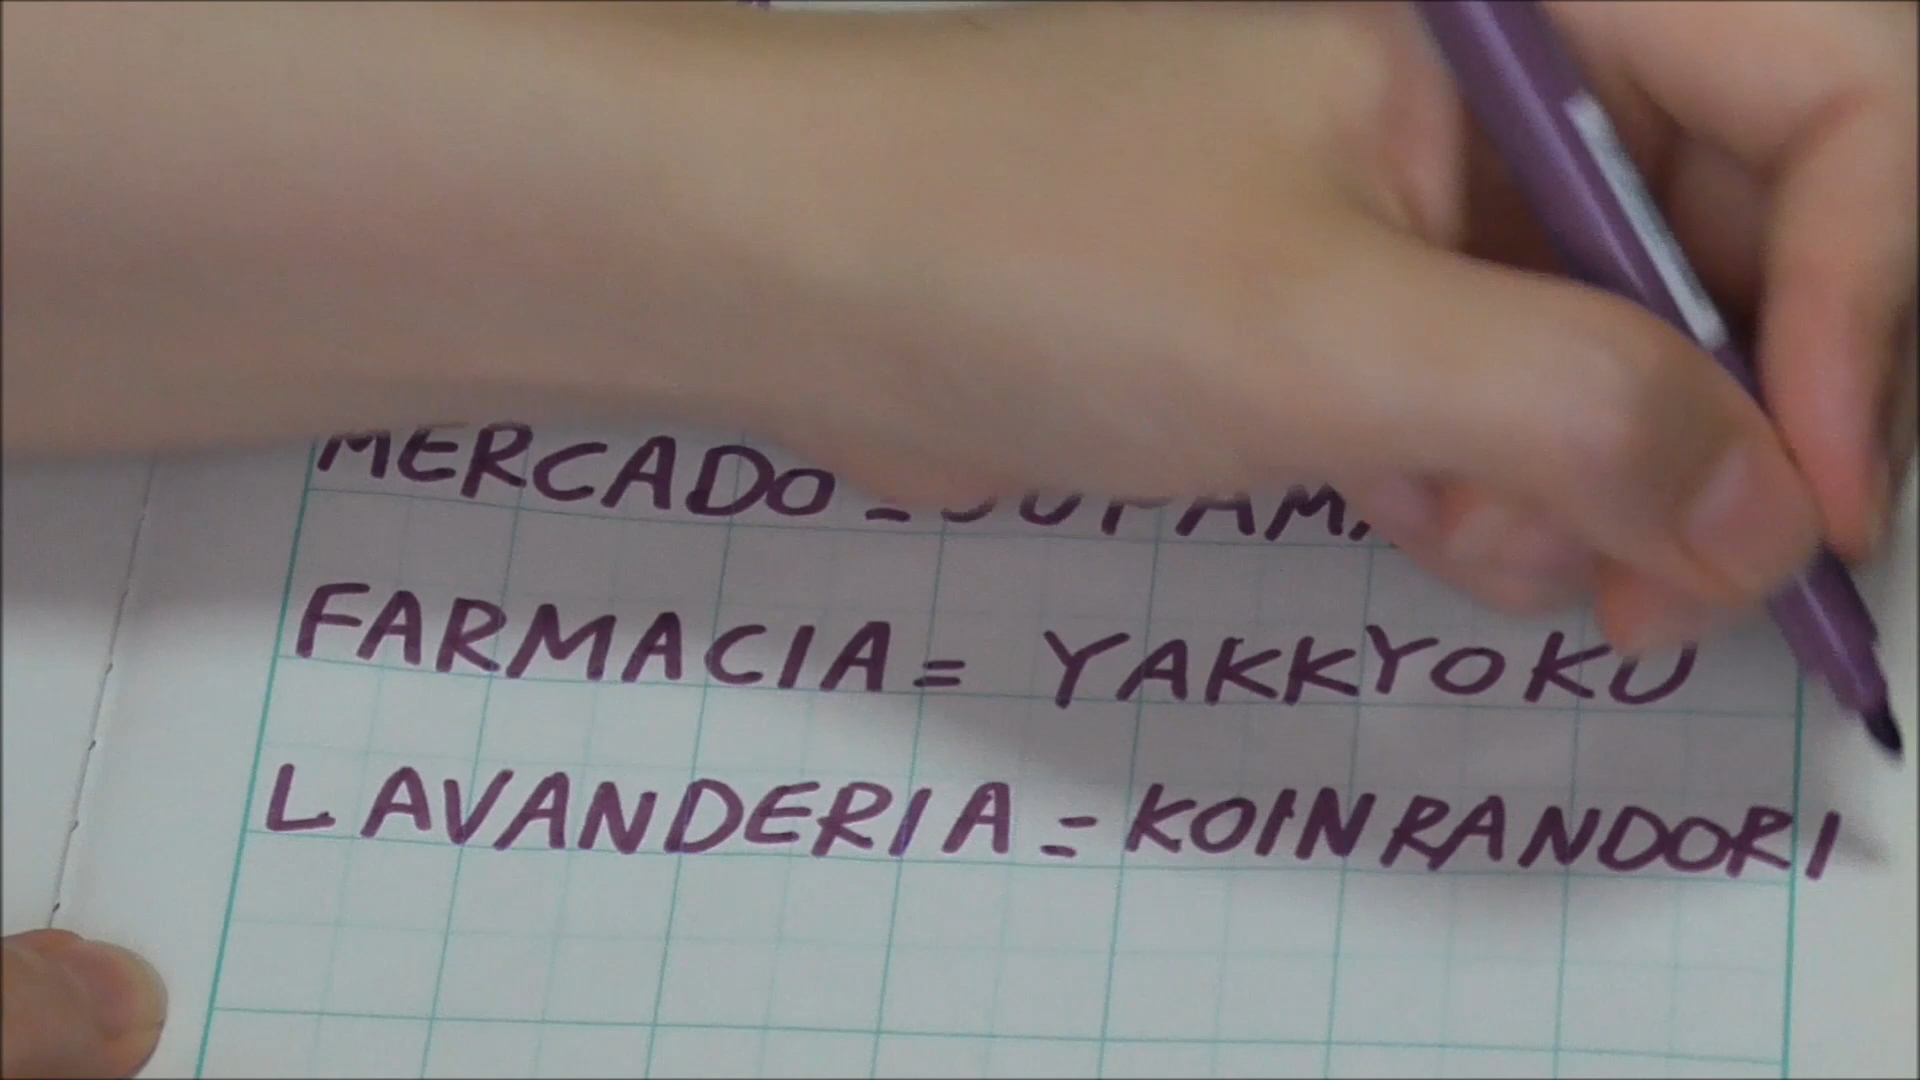 MERCADO =
FARMACIA = YAKKYOKU
LAVANDERIA = KOINRANDORI